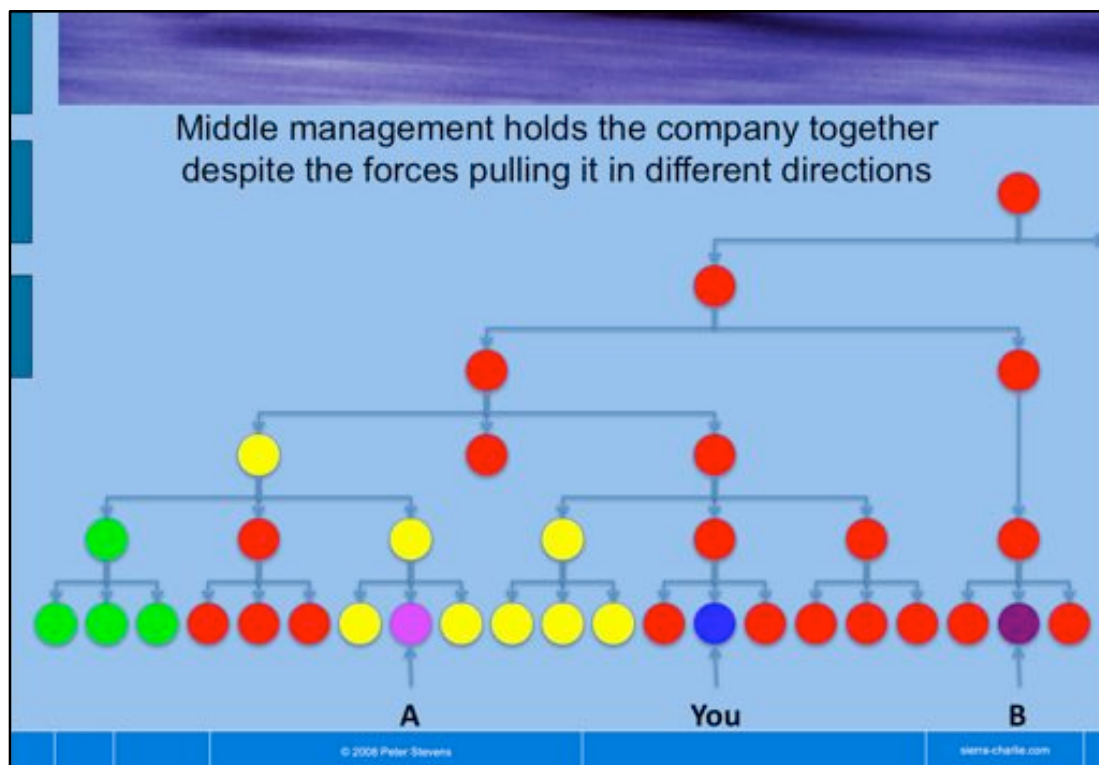 Middle management holds the company together
despite the forces pulling it in different directions
A
You
B
© 2008 Peter Stevens
sierra-charlie.com